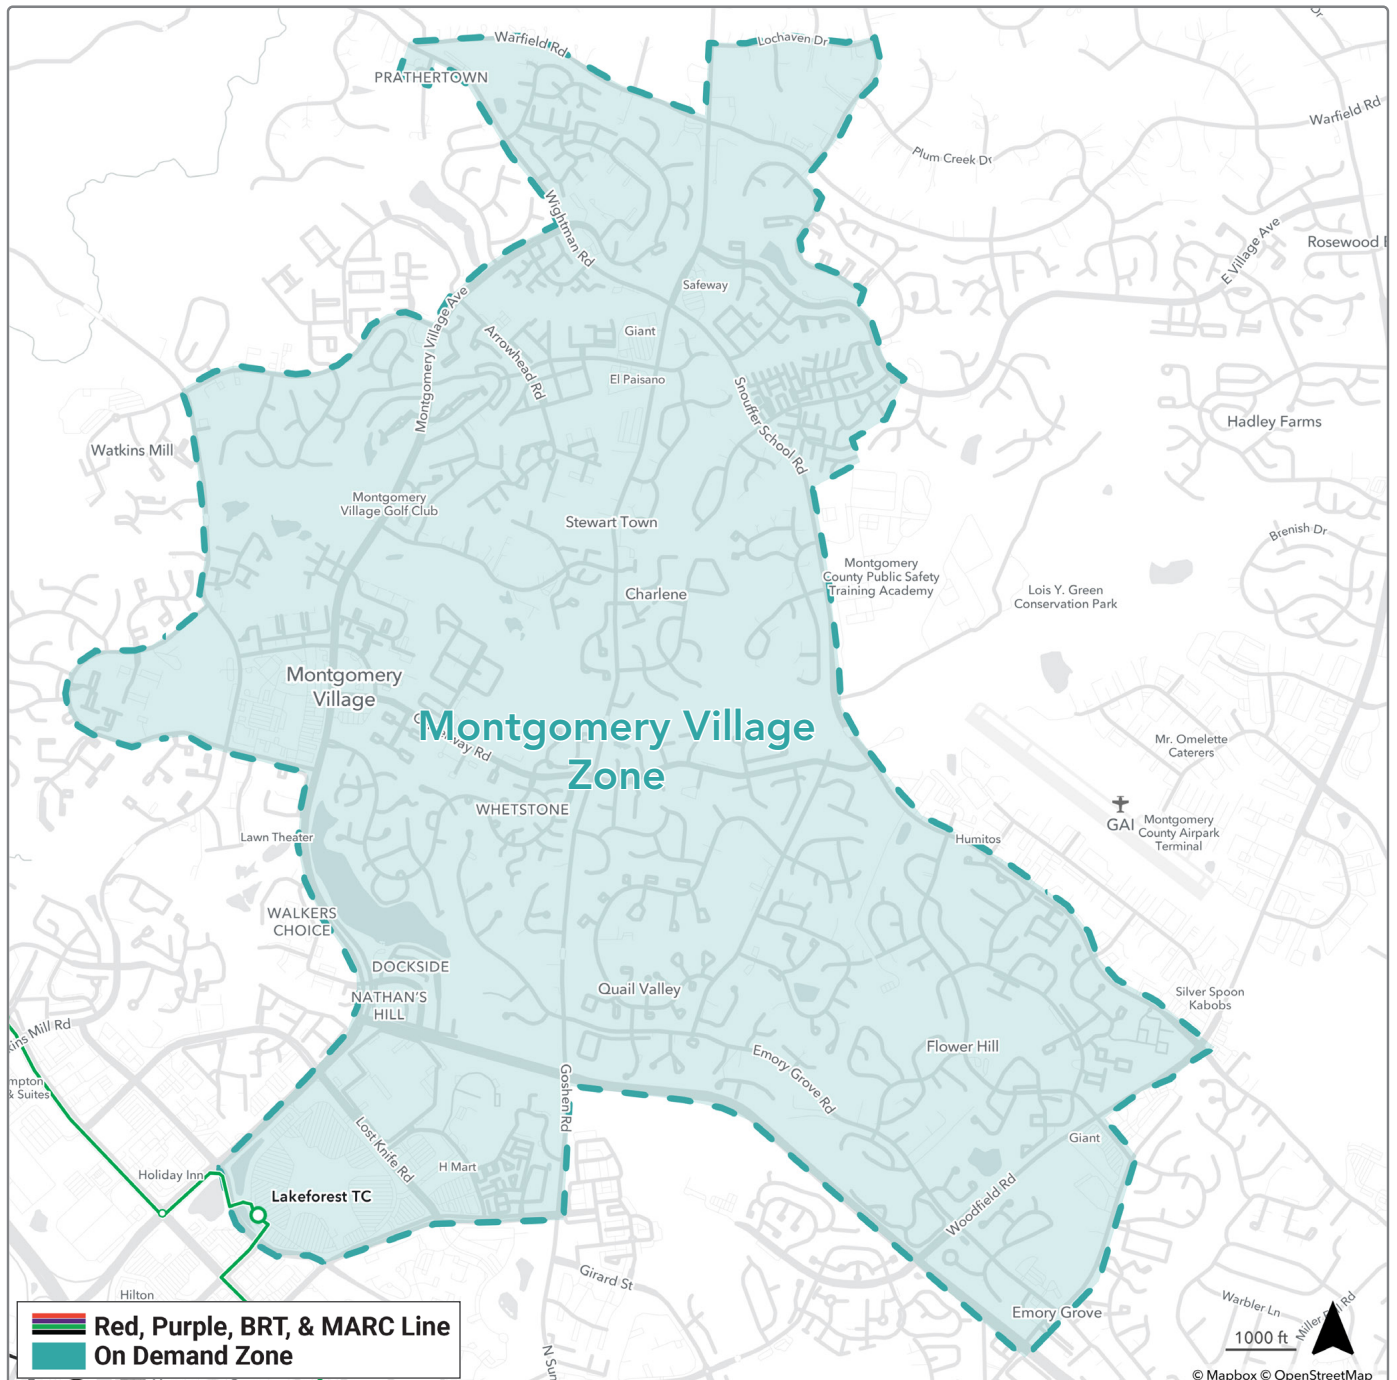 Warfield Rd
Lochaven Dr
PRATHERTOWN
Warfield Rd
Plum Creek Dr
Wightman Rd
E Village Ave
Rosewood
Safeway
Montgomery Village Ave
Giant
Arrowhead Rd
El Paisano
Snouffer School Rd
Hadley Farms
Watkins Mill
Montgomery
Village Golf Club
Stewart Town
Brenish Dr
Montgomery
County Public Safety
Training Academy
Charlene
Lois Y. Green
Conservation Park
Montgomery
Village
Montgomery Village
Zone
Mr. Omelette
Caterers
WHETSTONE
GAI
Montgomery
County Airpark
Terminal
Lawn Theater
Humitos
WALKERS
CHOICE
DOCKSIDE
NATHAN'S
HILL
Quail Valley
Silver Spoon
Kabobs
kins Mill Rd
Flower Hill
Emory Grove Rd
mpton
& Suites
Goshen Rd
Lost Knife Rd
Giant
H Mart
Holiday Inn
Lakeforest TC
Woodfield Rd
Girard St
Hilton
Warbler Ln
Emory Grove
Red, Purple, BRT, & MARC Line
On Demand Zone
1000 ft
© Mapbox © OpenStreetMap